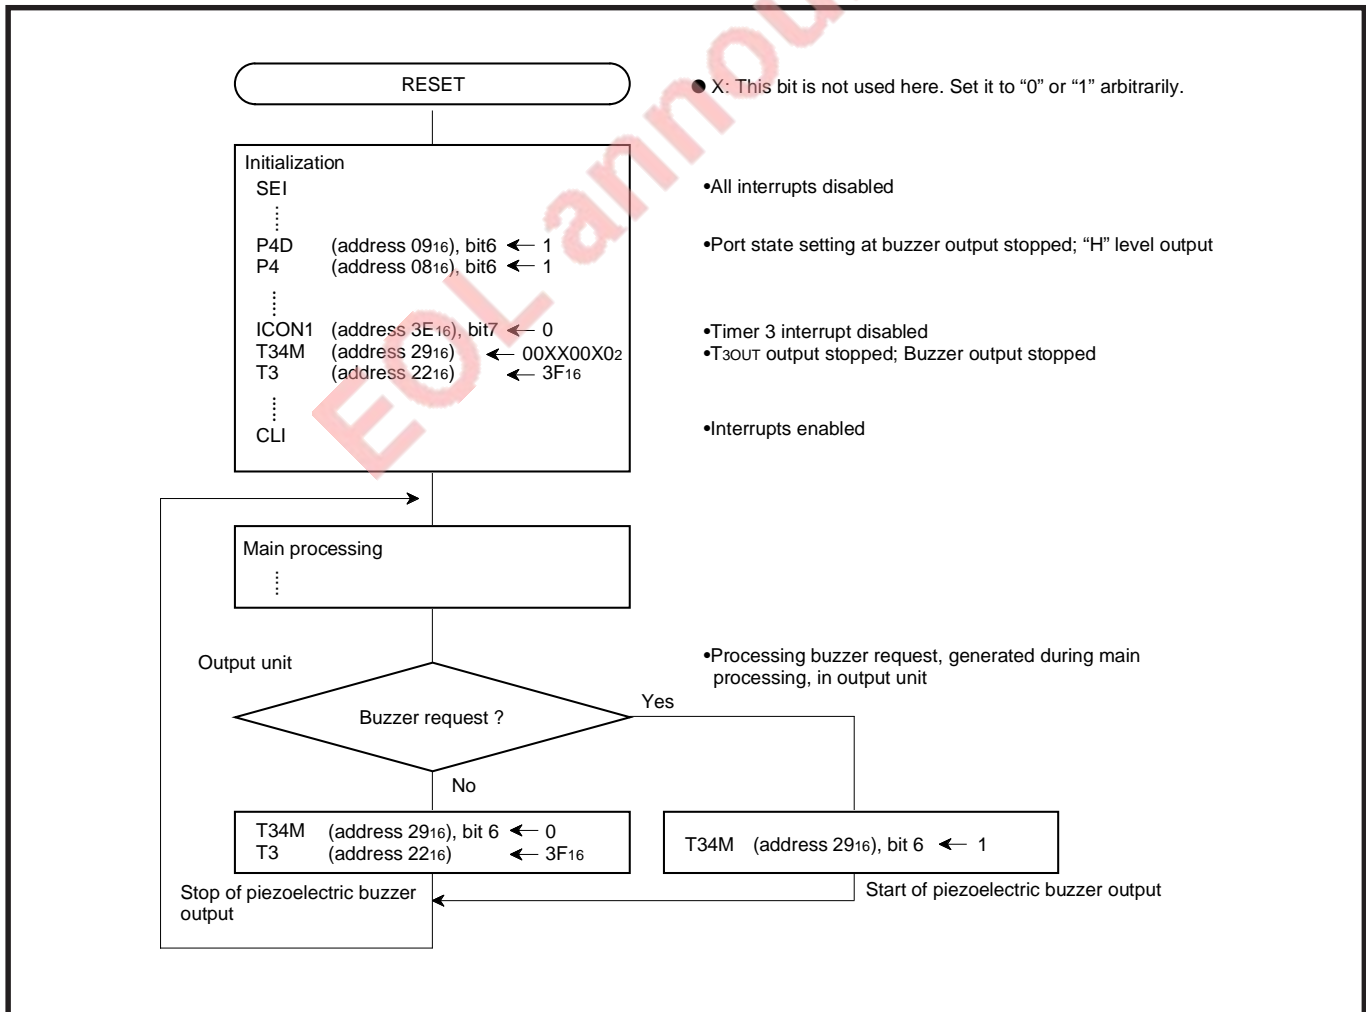 RESET
● X: This bit is not used here. Set it to “0” or “1” arbitrarily.
Initialization
SEI
•All interrupts disabled
P4D (address 0916), bit6 ← 1
•Port state setting at buzzer output stopped; “H” level output
P4 (address 0816), bit6 ← 1
ICON1 (address 3E16), bit7 ← 0
•Timer 3 interrupt disabled
T34M (address 2916) ← 00XX00X02
•T3OUT output stopped; Buzzer output stopped
T3 (address 2216) ← 3F16
CLI
•Interrupts enabled
Main processing
Output unit
•Processing buzzer request, generated during main
processing, in output unit
Buzzer request ?
Yes
No
T34M (address 2916), bit 6 ← 0
T3 (address 2216) ← 3F16
T34M (address 2916), bit 6 ← 1
Stop of piezoelectric buzzer
output
Start of piezoelectric buzzer output
EOL annou